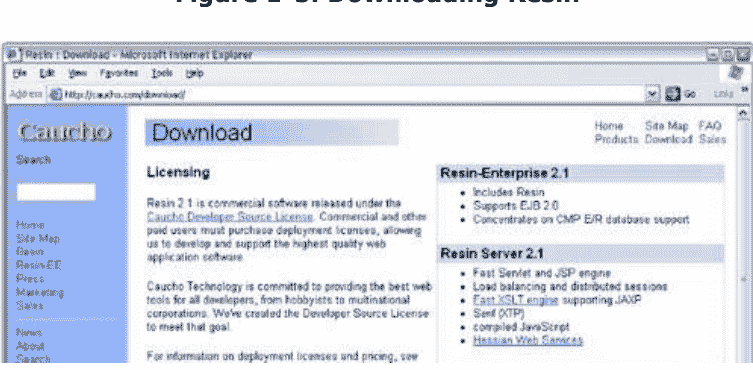 Resin : Download - Microsoft Internet Explorer
File Edit View Favorites Tools Help
Address http://caucho.com/download/ Go Links »
Caucho
Download
Home Site Map FAQ
Products Download Sales
Search
Home
Site Map
Resin
Resin-EE
Press
Marketing
Sales
News
About
Search
Licensing
Resin 2.1 is commercial software released under the
Caucho Developer Source License. Commercial and other
paid users must purchase deployment licenses, allowing
us to develop and support the highest quality web
application software.
Caucho Technology is committed to providing the best web
tools for all developers, from hobbyists to multinational
corporations. We've created the Developer Source License
to meet that goal.
For information on deployment licenses and pricing, see
Resin-Enterprise 2.1
Includes Resin
Supports EJB 2.0
Concentrates on CMP E/R database support
Resin Server 2.1
Fast Servlet and JSP engine
Load balancing and distributed sessions
Fast XSLT engine supporting JAXP
Serif (XTP)
compiled JavaScript
Hessian Web Services